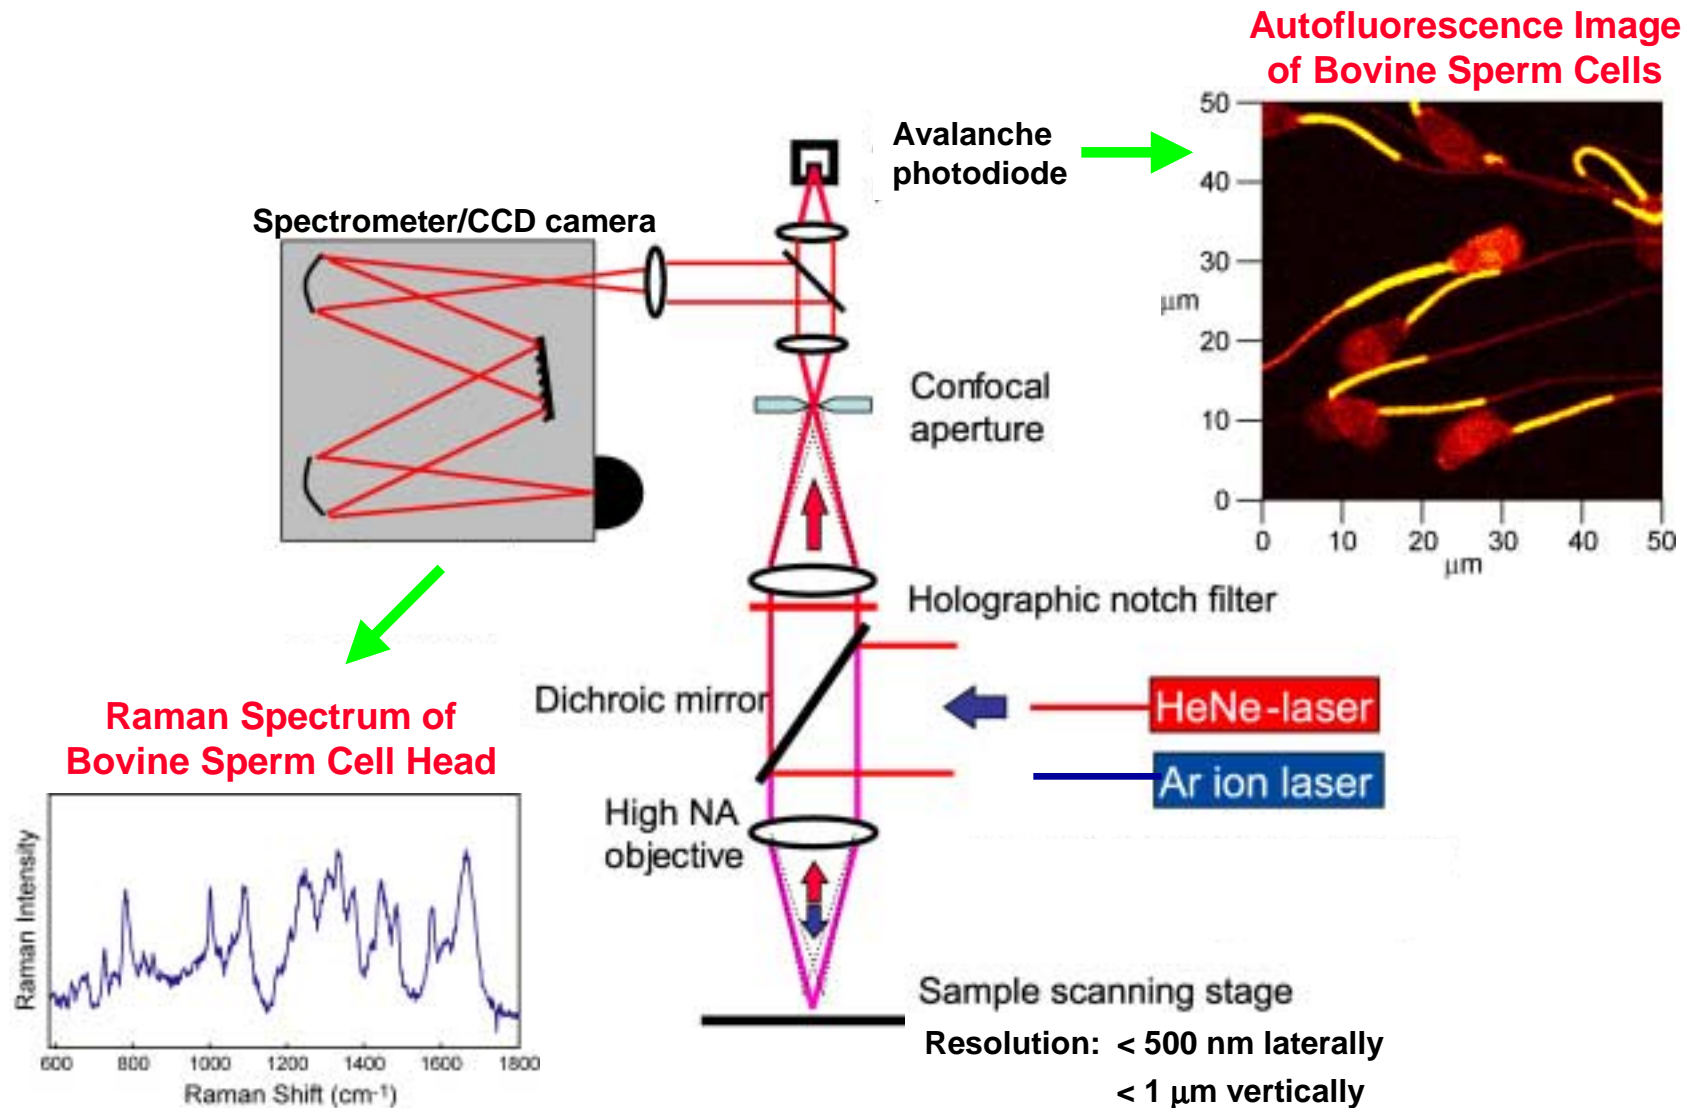 Autofluorescence Image
of Bovine Sperm Cells
50
40
30
μm
20
10
0
0 10 20 30 40 50
μm
Avalanche
photodiode
Spectrometer/CCD camera
Confocal
aperture
Holographic notch filter
Dichroic mirror
HeNe-laser
Ar ion laser
High NA
objective
Sample scanning stage
Resolution: < 500 nm laterally
< 1 μm vertically
Raman Spectrum of
Bovine Sperm Cell Head
Raman Intensity
600 800 1000 1200 1400 1600 1800
Raman Shift (cm-1)